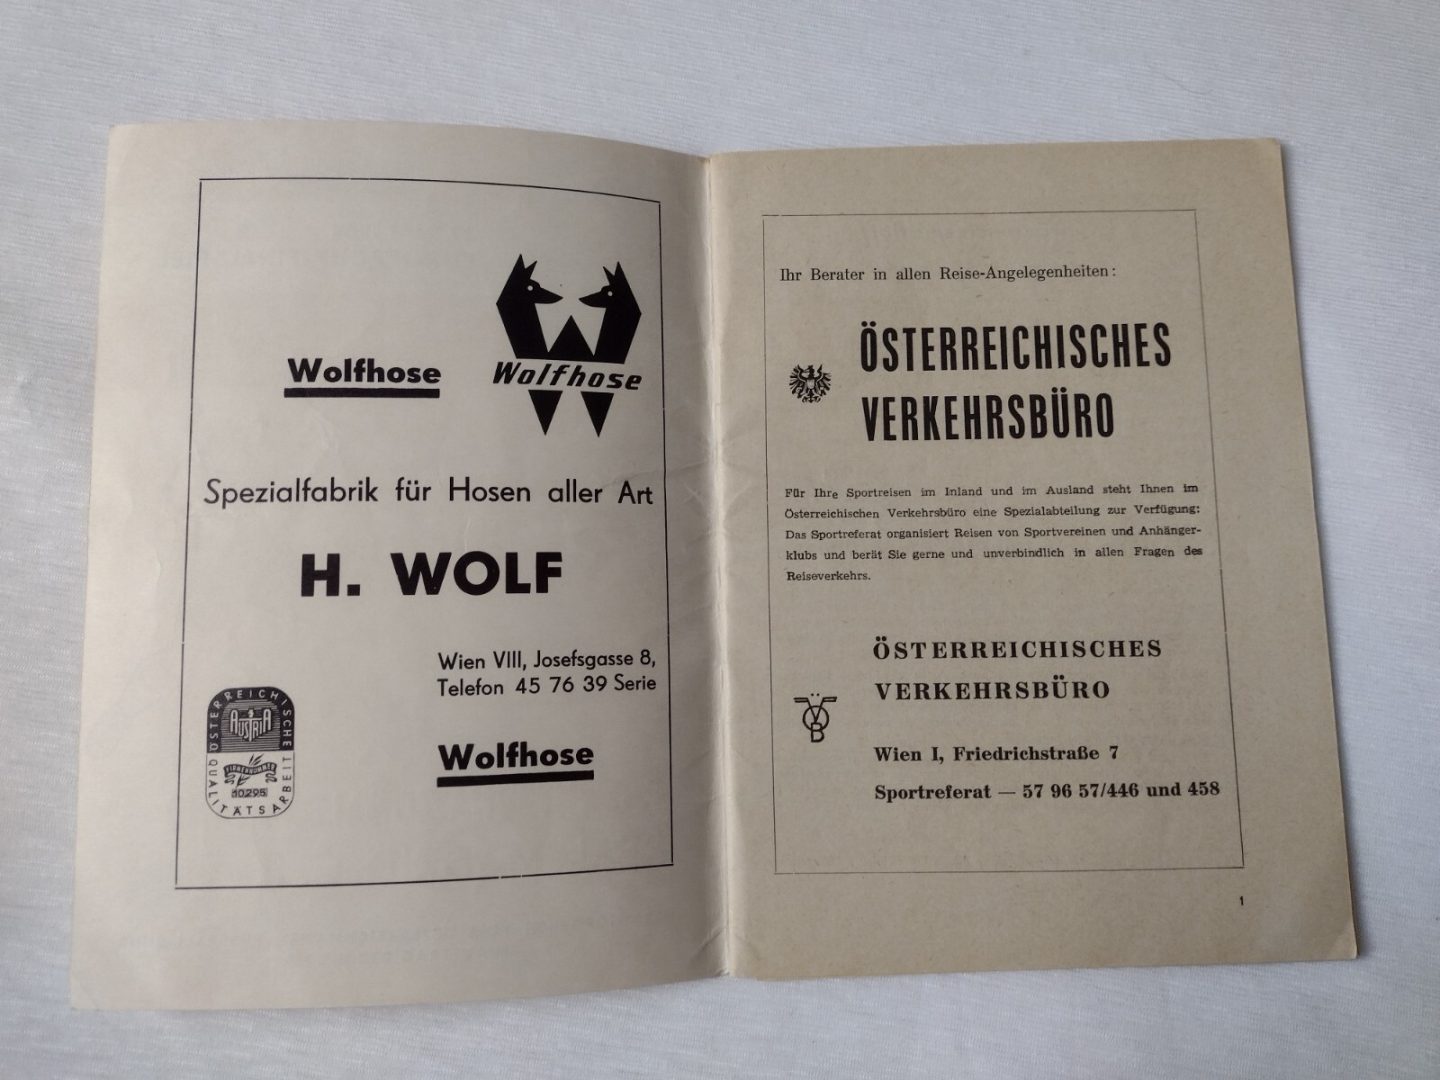 Wolfhose
Wolfhose
Spezialfabrik für Hosen aller Art
H. WOLF
Wien VIII, Josefsgasse 8,
Telefon 45 76 39 Serie
Wolfhose
ÖSTERREICHISCHE
AUSTRIA
FIRMENNUMMER
10.295
QUALITÄTSARBEIT
Ihr Berater in allen Reise-Angelegenheiten:
ÖSTERREICHISCHES
VERKEHRSBÜRO
Für Ihre Sportreisen im Inland und im Ausland steht Ihnen im
Österreichischen Verkehrsbüro eine Spezialabteilung zur Verfügung:
Das Sportreferat organisiert Reisen von Sportvereinen und Anhänger-
klubs und berät Sie gerne und unverbindlich in allen Fragen des
Reiseverkehrs.
ÖSTERREICHISCHES
VERKEHRSBÜRO
ÖVB
Wien I, Friedrichstraße 7
Sportreferat — 57 96 57/446 und 458
1